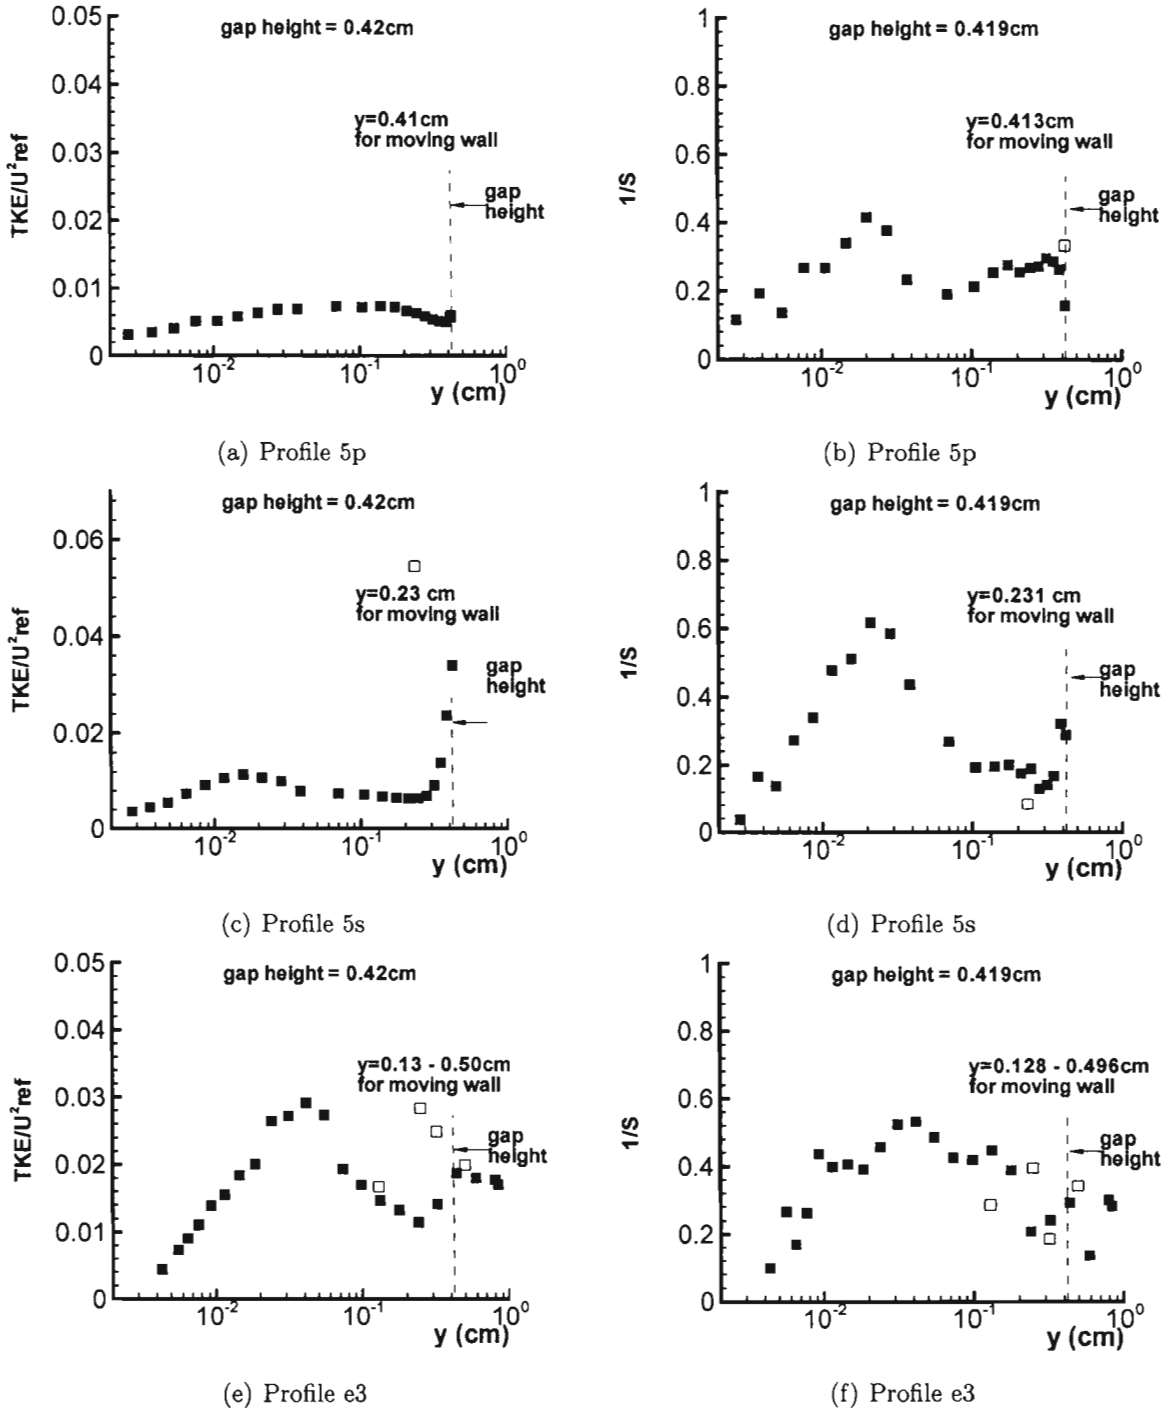 gap height = 0.42cm
0.05
0.04
0.03
0.02
0.01
0
TKE/U²ref
y=0.41cm
for moving wall
gap
height
10⁻²
10⁻¹
10⁰
y (cm)
(a) Profile 5p
gap height = 0.419cm
1
0.8
0.6
0.4
0.2
0
1/S
y=0.413cm
for moving wall
gap
height
10⁻²
10⁻¹
10⁰
y (cm)
(b) Profile 5p
gap height = 0.42cm
0.06
0.04
0.02
0
TKE/U²ref
y=0.23 cm
for moving wall
gap
height
10⁻²
10⁻¹
10⁰
y (cm)
(c) Profile 5s
gap height = 0.419cm
1
0.8
0.6
0.4
0.2
0
1/S
y=0.231 cm
for moving wall
gap
height
10⁻²
10⁻¹
10⁰
y (cm)
(d) Profile 5s
gap height = 0.42cm
0.05
0.04
0.03
0.02
0.01
0
TKE/U²ref
y=0.13 - 0.50cm
for moving wall
gap
height
10⁻²
10⁻¹
10⁰
y (cm)
(e) Profile e3
gap height = 0.419cm
1
0.8
0.6
0.4
0.2
0
1/S
y=0.128 - 0.496cm
for moving wall
gap
height
10⁻²
10⁻¹
10⁰
y (cm)
(f) Profile e3